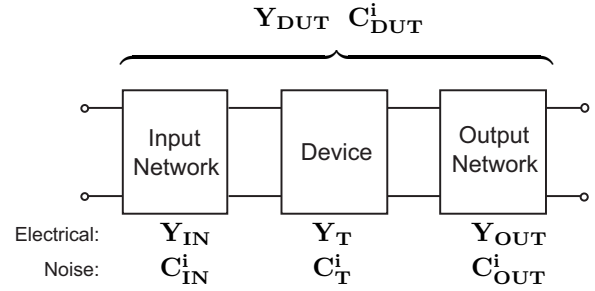 Y_DUT C^i_DUT
Input Network
Device
Output Network
Electrical: Y_IN Y_T Y_OUT
Noise: C^i_IN C^i_T C^i_OUT